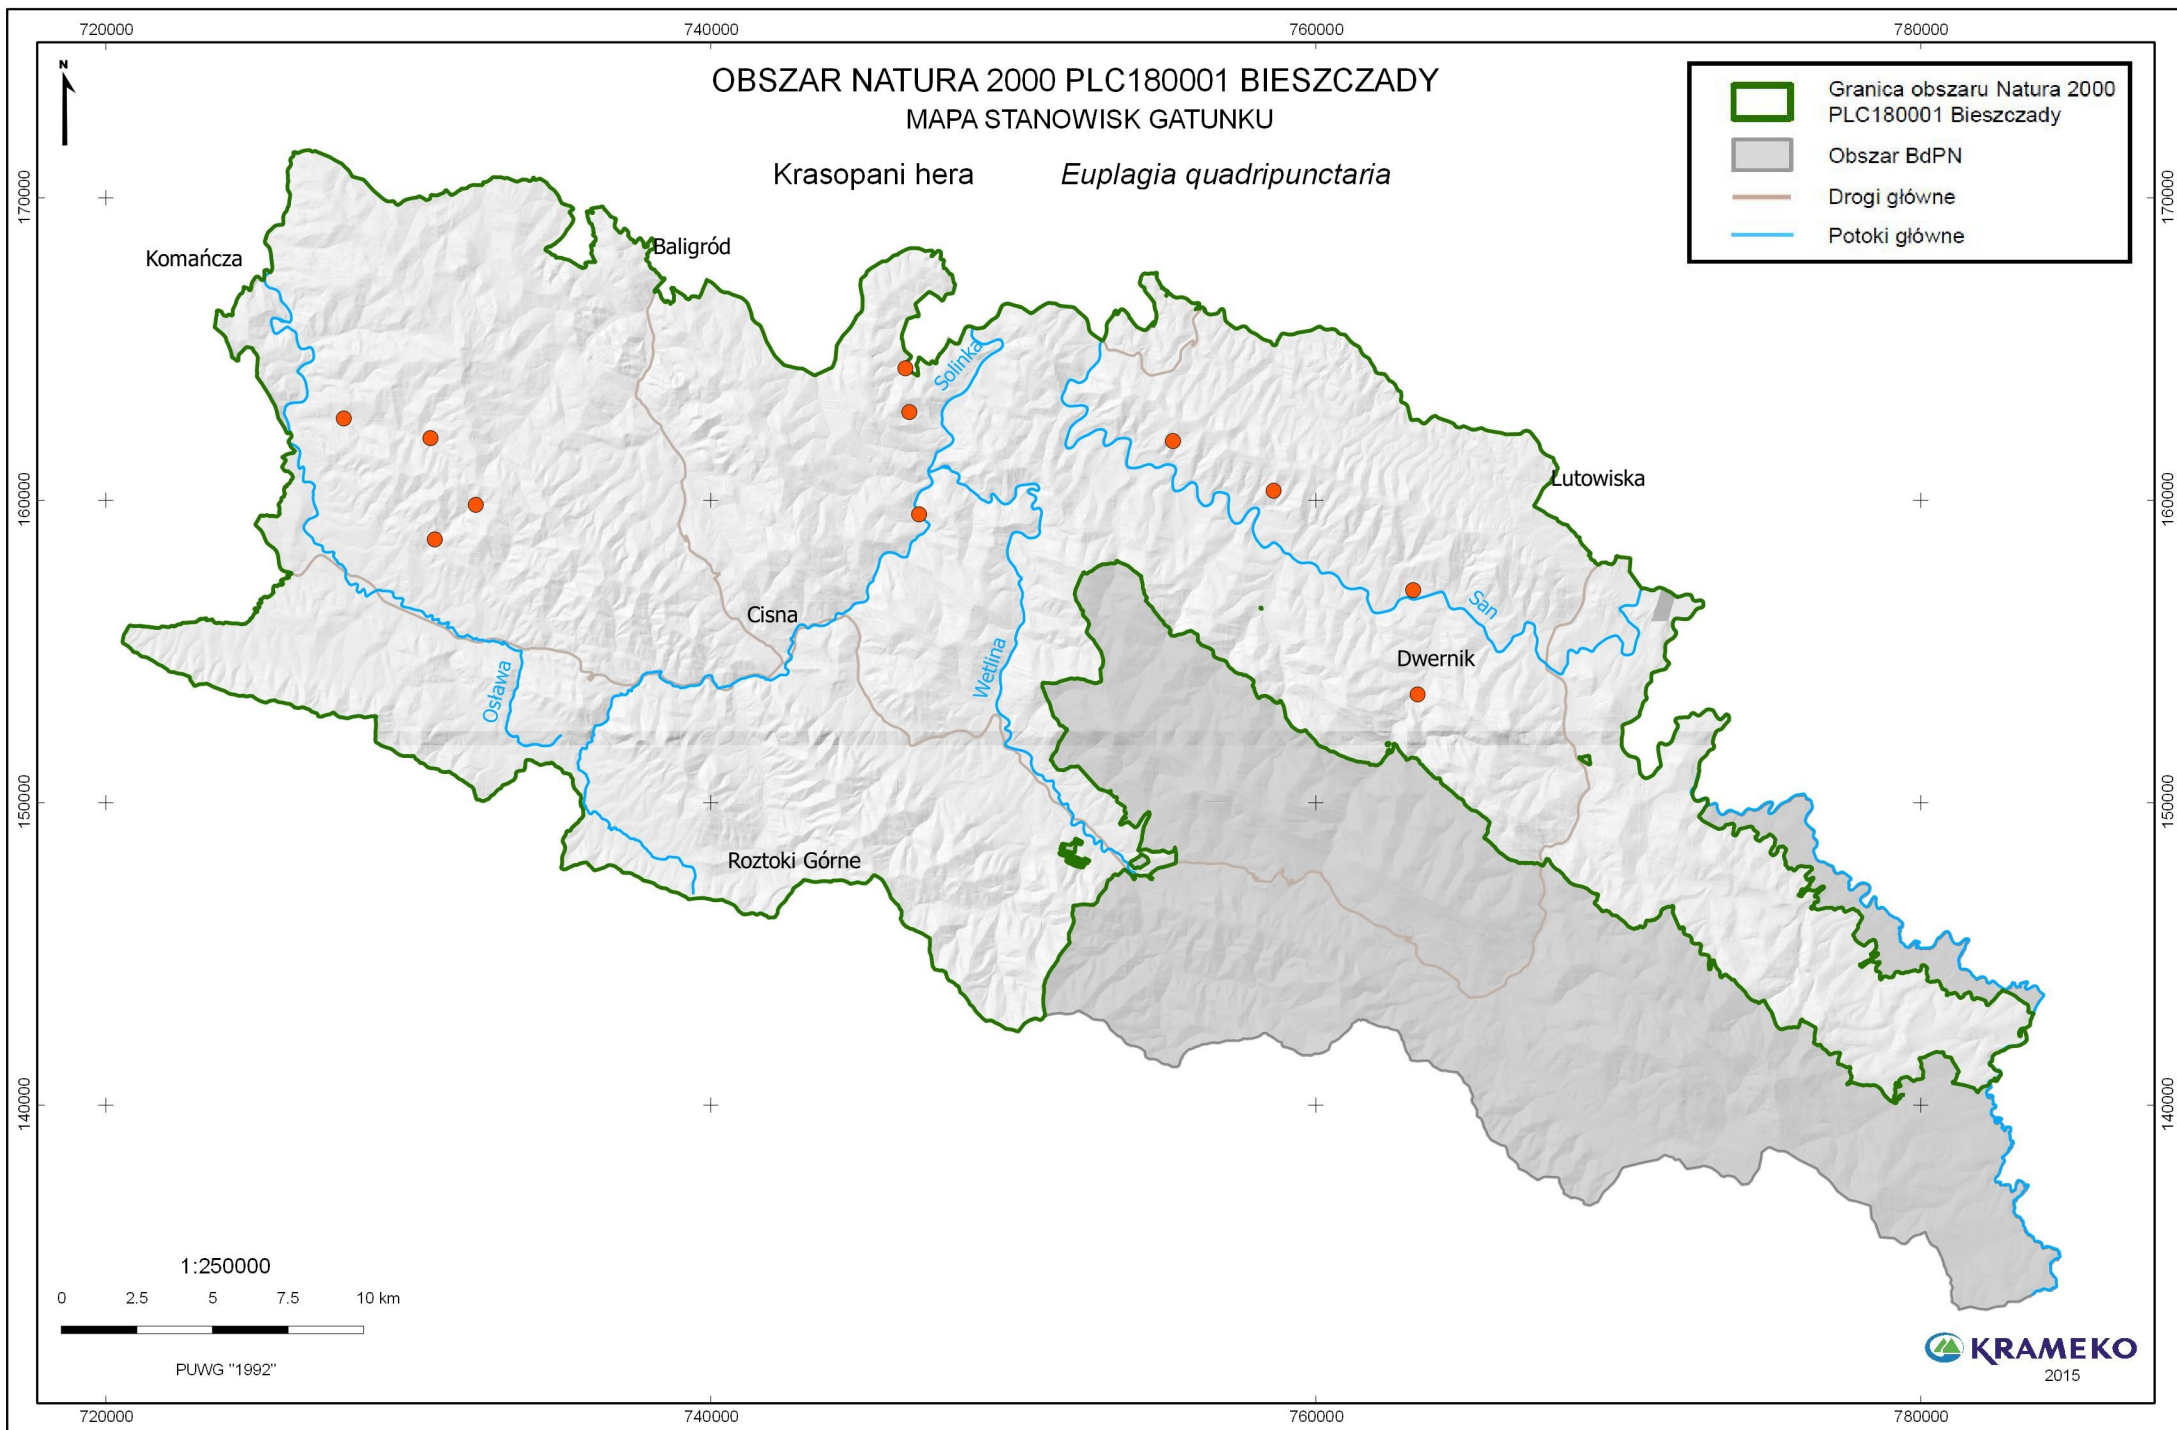 720000
740000
760000
780000
N
OBSZAR NATURA 2000 PLC180001 BIESZCZADY
MAPA STANOWISK GATUNKU
Krasopani hera Euplagia quadripunctaria
Granica obszaru Natura 2000
PLC180001 Bieszczady
Obszar BdPN
Drogi główne
Potoki główne
170000
170000
Komańcza
Baligród
Solinka
Lutowiska
160000
160000
Cisna
San
Wetlina
Osława
Dwernik
150000
150000
Roztoki Górne
140000
140000
1:250000
0 2.5 5 7.5 10 km
PUWG "1992"
KRAMEKO
2015
720000
740000
760000
780000